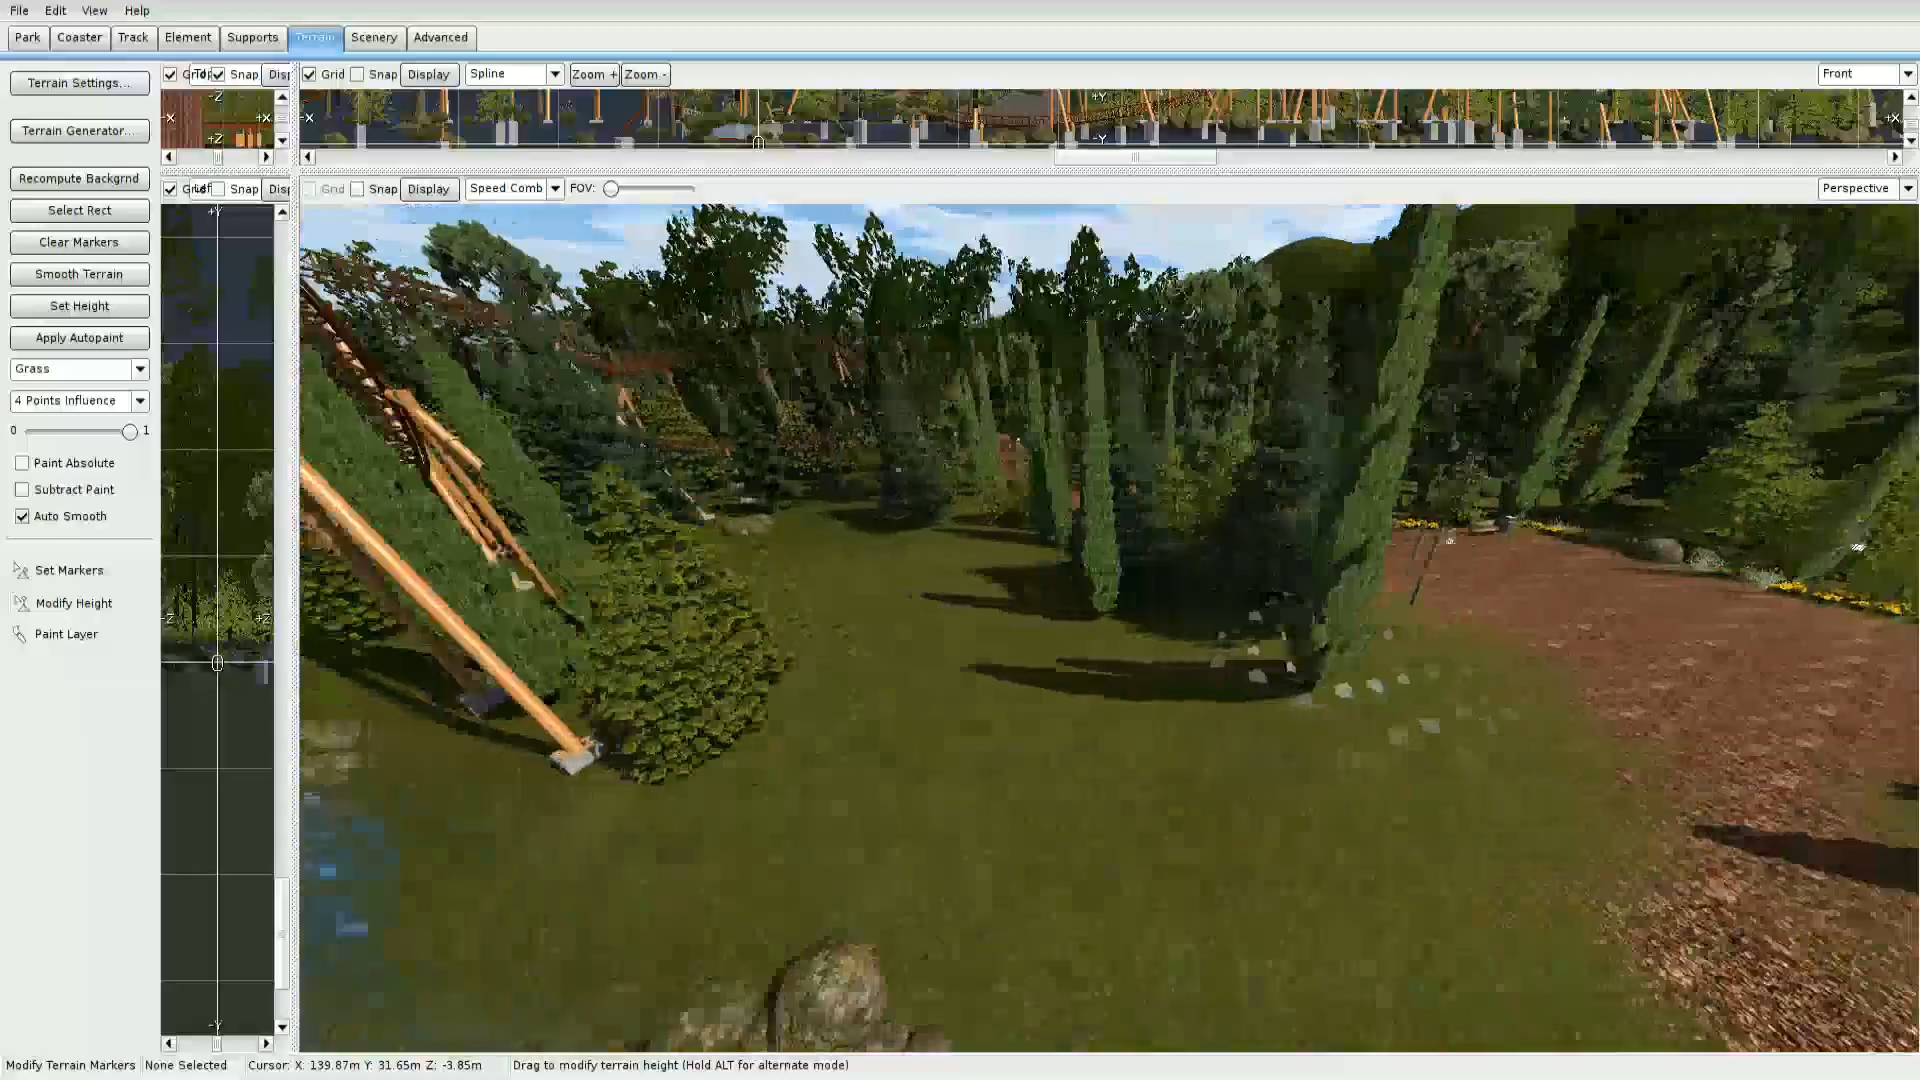 File Edit View Help
Park Coaster Track Element Supports Terrain Scenery Advanced
Terrain Settings...
Terrain Generator...
Recompute Backgrnd
Select Rect
Clear Markers
Smooth Terrain
Set Height
Apply Autopaint
Grass
4 Points Influence
0 1
Paint Absolute
Subtract Paint
Auto Smooth
Set Markers
Modify Height
Paint Layer
Snap Disp
-Z
-X +X
+Z
Grid Snap Display Spline Zoom + Zoom - Front
+Y
-X +X
-Y
Snap Disp
+Y
-Z +Z
-Y
Grid Snap Display Speed Comb FOV: Perspective
Modify Terrain Markers None Selected Cursor: X: 139.87m Y: 31.65m Z: -3.85m Drag to modify terrain height (Hold ALT for alternate mode)